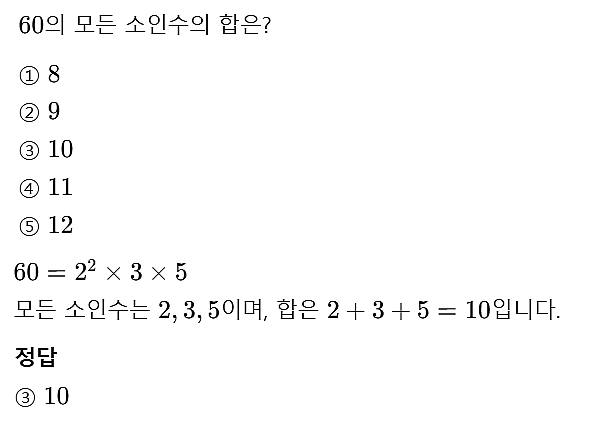 60의 모든 소인수의 합은?
① 8
② 9
③ 10
④ 11
⑤ 12
60 = 2² × 3 × 5
모든 소인수는 2, 3, 5이며, 합은 2 + 3 + 5 = 10입니다.
정답
③ 10